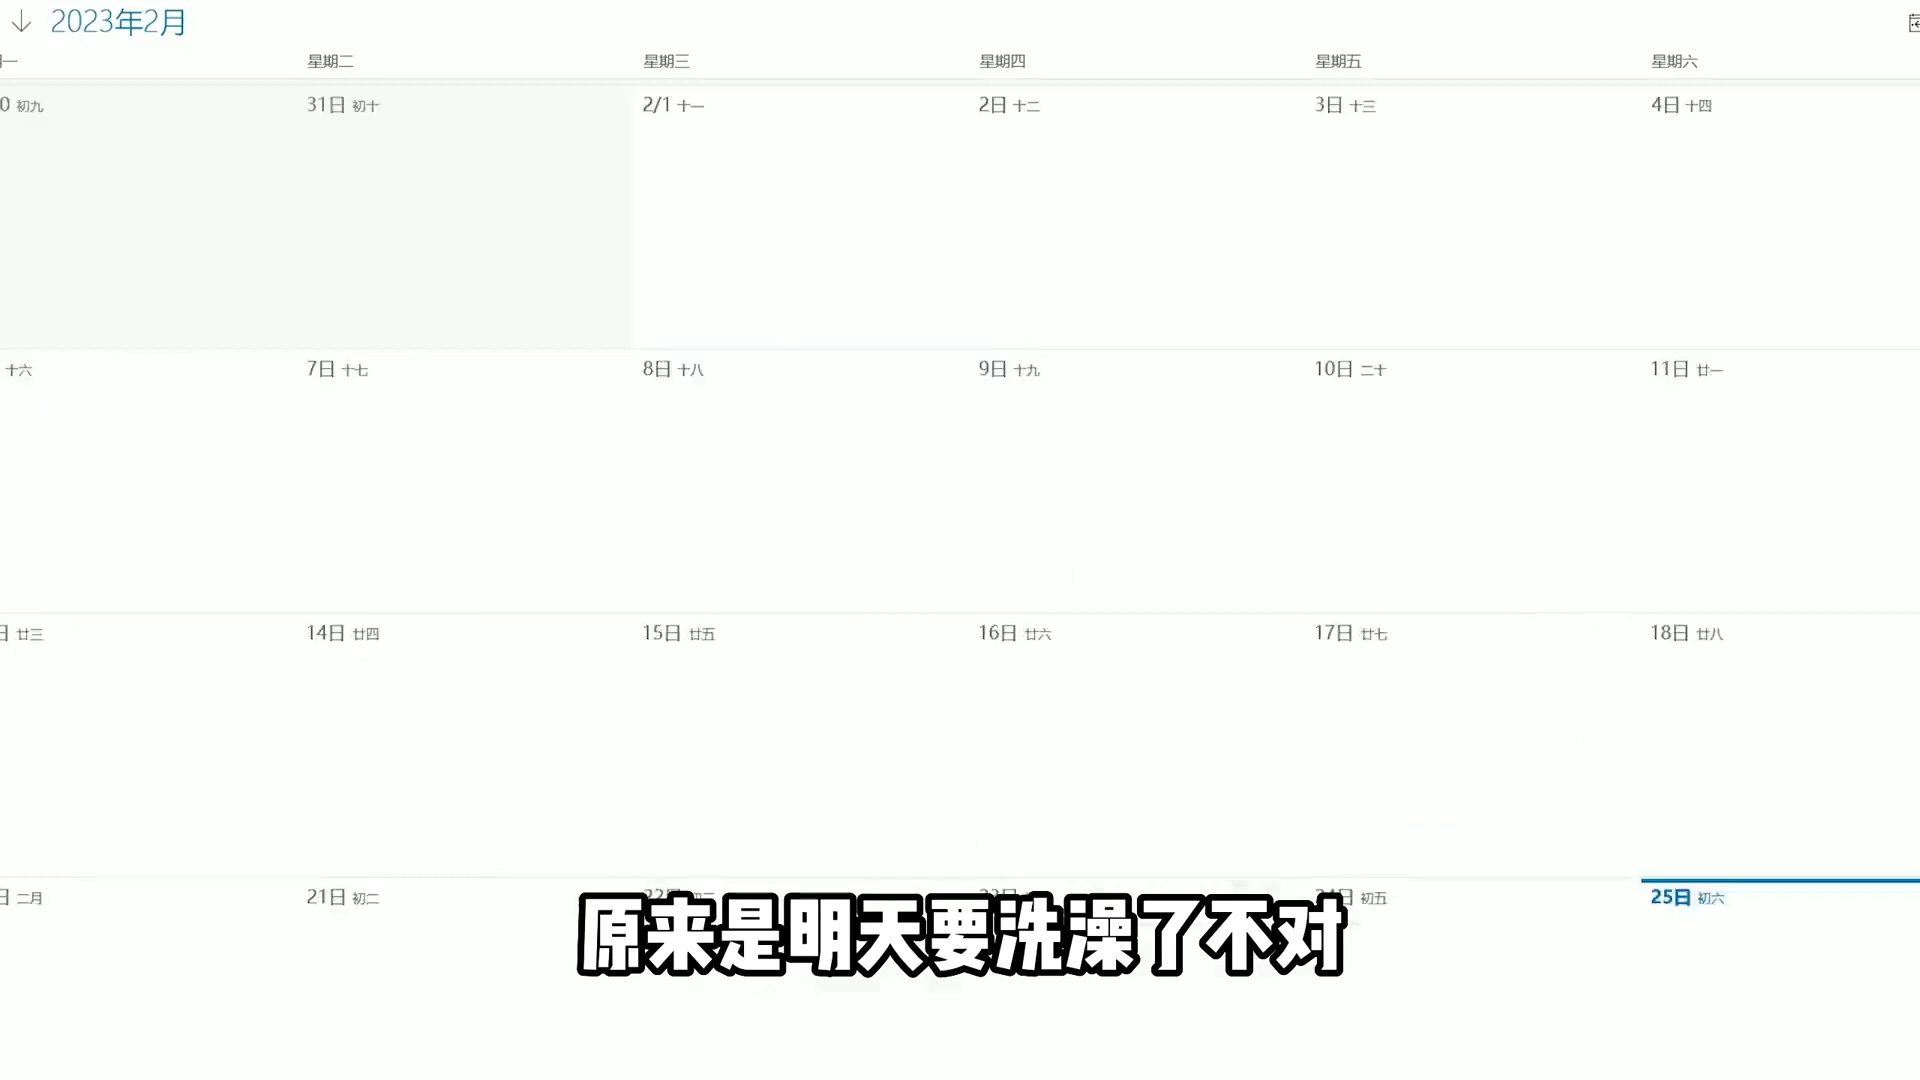 2023年2月
星期二 星期三 星期四 星期五 星期六
初九 31日 初十 2/1 十一 2日 十二 3日 十三 4日 十四
十六 7日 十七 8日 十八 9日 十九 10日 二十 11日 廿一
日 廿三 14日 廿四 15日 廿五 16日 廿六 17日 廿七 18日 廿八
日 二月 21日 初二 初五 25日 初六
原来是明天要洗澡了不对